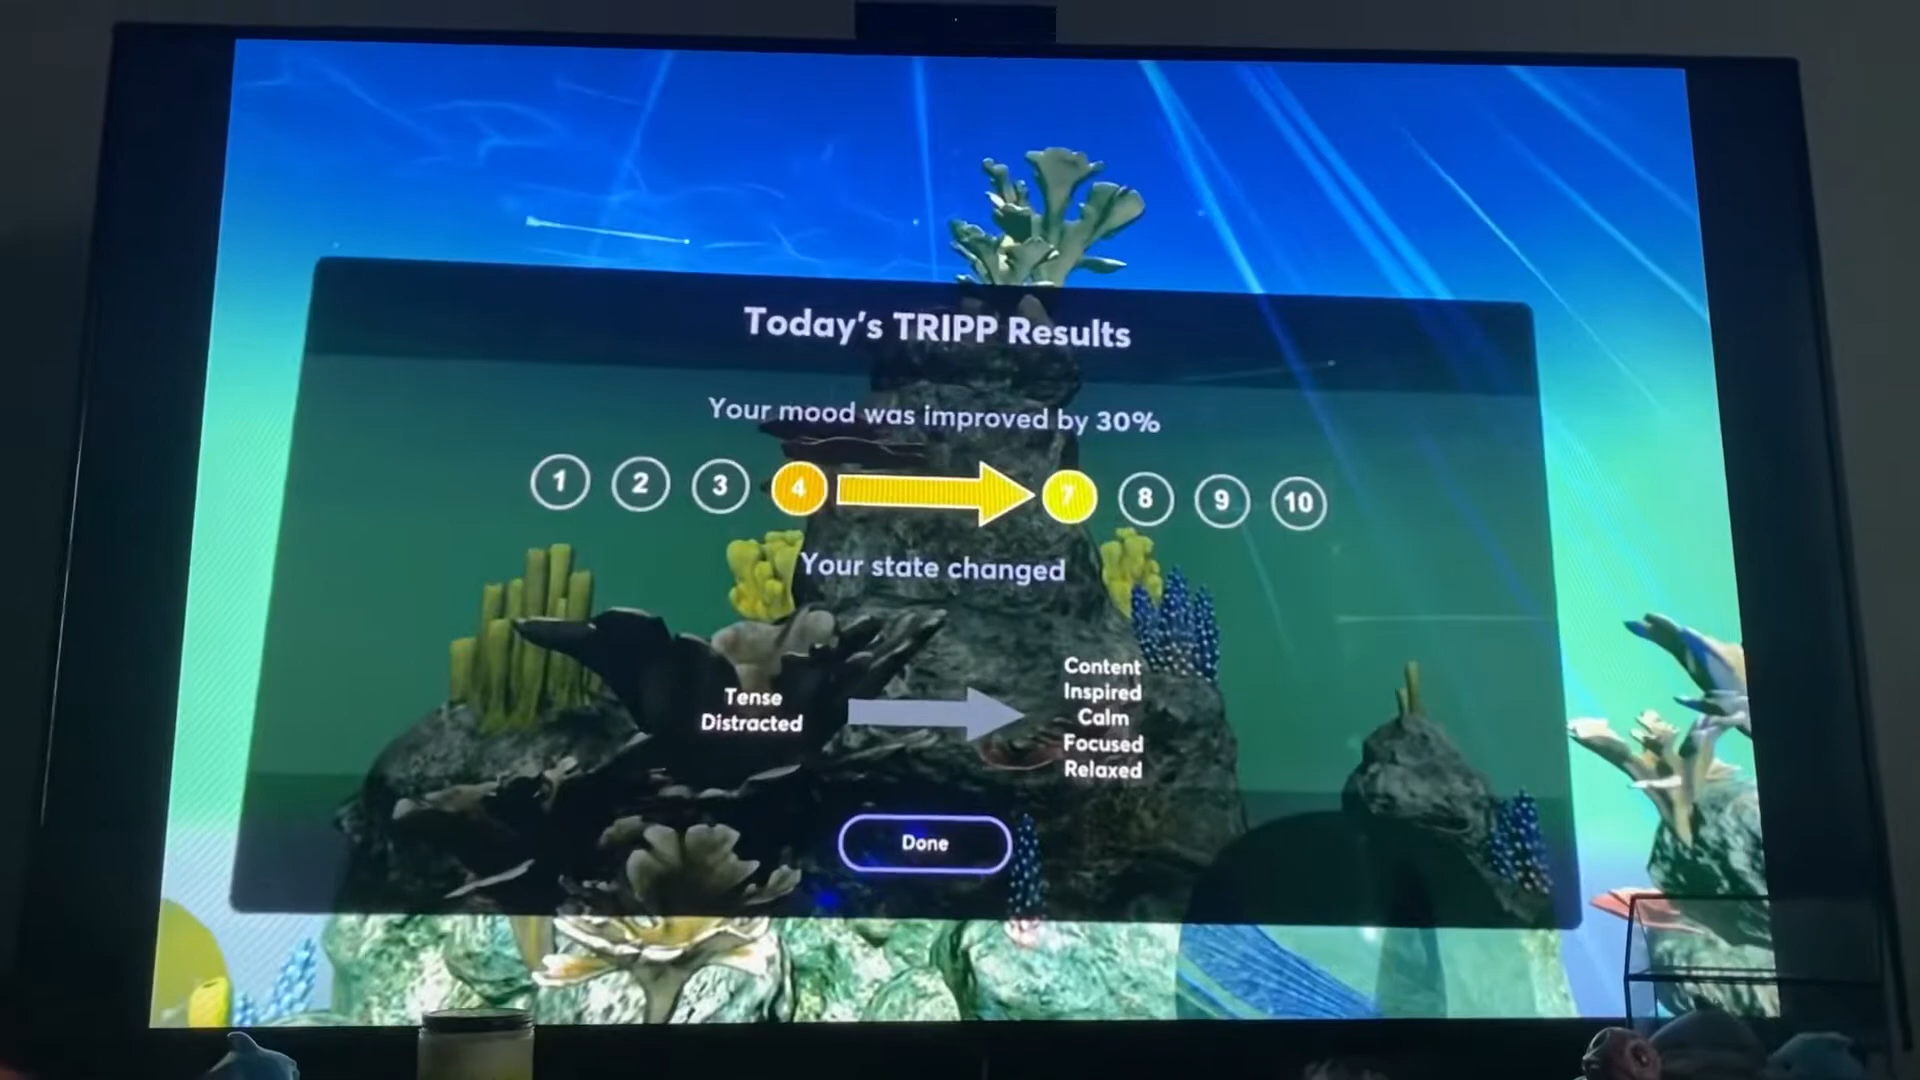 Today's TRIPP Results
Your mood was improved by 30%
1 2 3 4 7 8 9 10
Your state changed
Tense
Distracted
Content
Inspired
Calm
Focused
Relaxed
Done